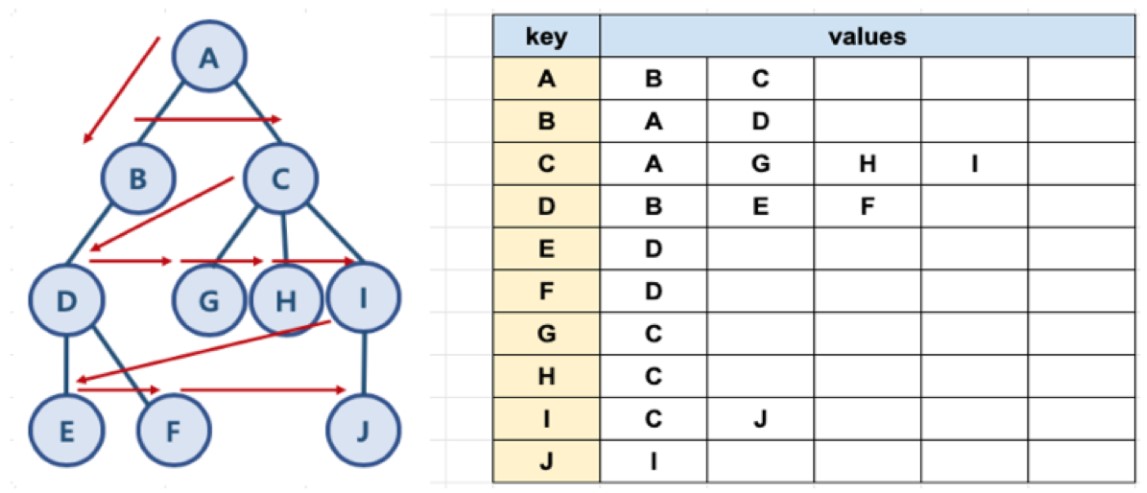 A
B C
D G H I
E F J
key values
A B C
B A D
C A G H I
D B E F
E D
F D
G C
H C
I C J
J I